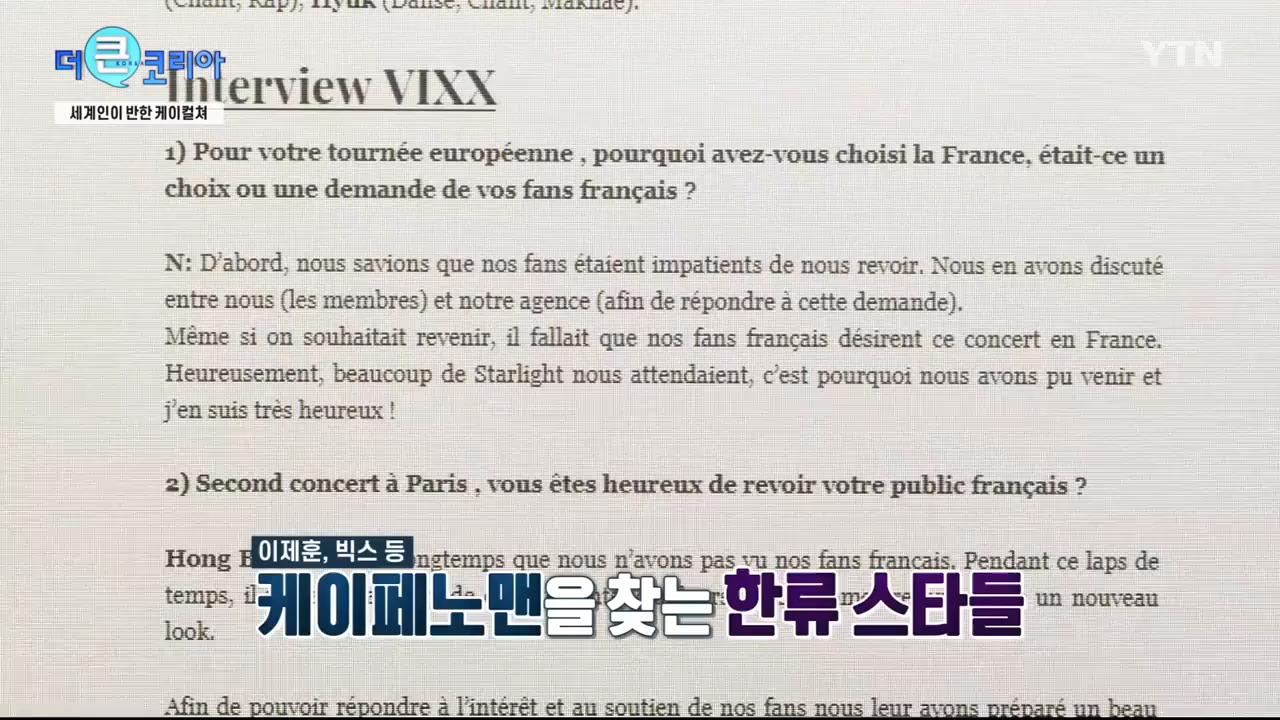 (Chant, Rap), Hyuk (Danse, Chant, Maknae).
더 큰 코리아
KOREA
YTN
세계인이 반한 케이컬쳐
Interview VIXX
1) Pour votre tournée européenne , pourquoi avez-vous choisi la France, était-ce un
choix ou une demande de vos fans français ?
N: D'abord, nous savions que nos fans étaient impatients de nous revoir. Nous en avons discuté
entre nous (les membres) et notre agence (afin de répondre à cette demande).
Même si on souhaitait revenir, il fallait que nos fans français désirent ce concert en France.
Heureusement, beaucoup de Starlight nous attendaient, c'est pourquoi nous avons pu venir et
j'en suis très heureux !
2) Second concert à Paris , vous êtes heureux de revoir votre public français ?
Hong que nous n'avons pas vu nos fans français. Pendant ce laps de
temps, un nouveau
look.
이제훈, 빅스 등
케이페노맨을 찾는 한류 스타들
Afin de pouvoir répondre à l'intérêt et au soutien de nos fans nous leur avons préparé un beau